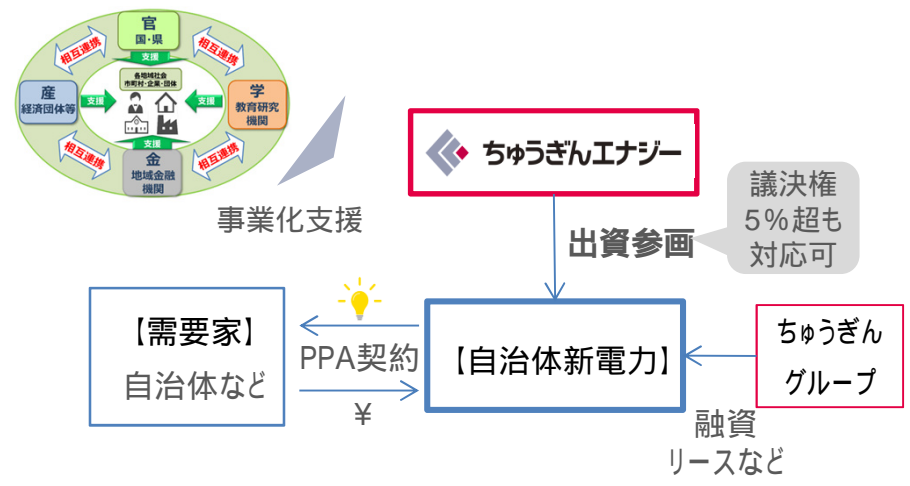 官
国・県
相互連携
相互連携
支援
各地域社会
市町村・企業・団体
産
経済団体等
支援
支援
学
教育研究
機関
支援
相互連携
相互連携
金
地域金融
機関
事業化支援
ちゅうぎんエナジー
議決権
5%超も
対応可
出資参画
【需要家】
自治体など
PPA契約
¥
【自治体新電力】
ちゅうぎん
グループ
融資
リースなど